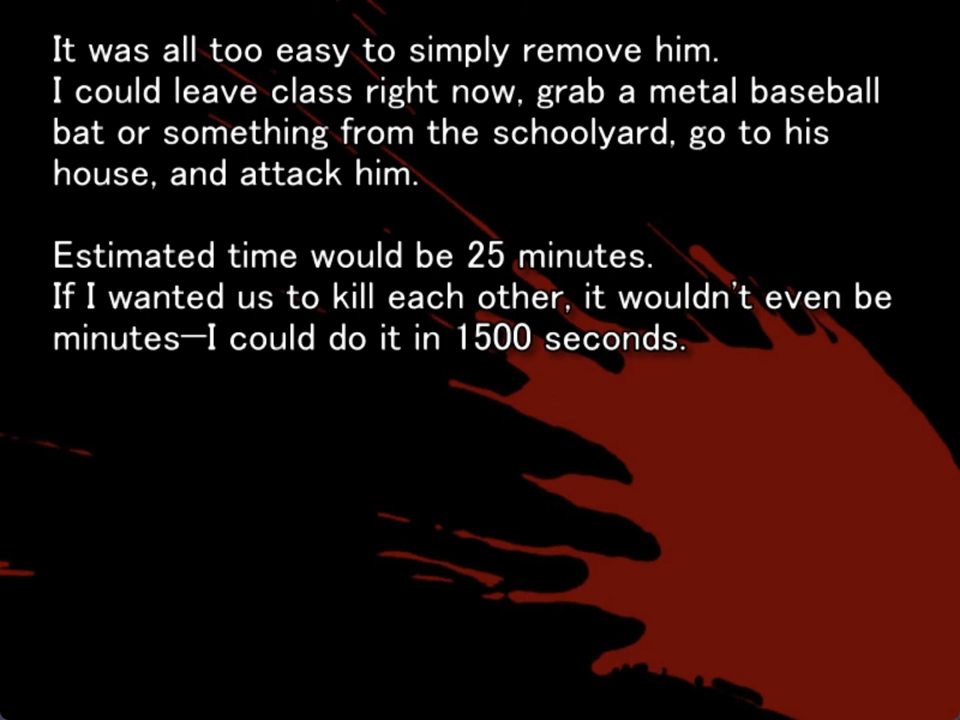 It was all too easy to simply remove him.
I could leave class right now, grab a metal baseball
bat or something from the schoolyard, go to his
house, and attack him.
Estimated time would be 25 minutes.
If I wanted us to kill each other, it wouldn't even be
minutes—I could do it in 1500 seconds.